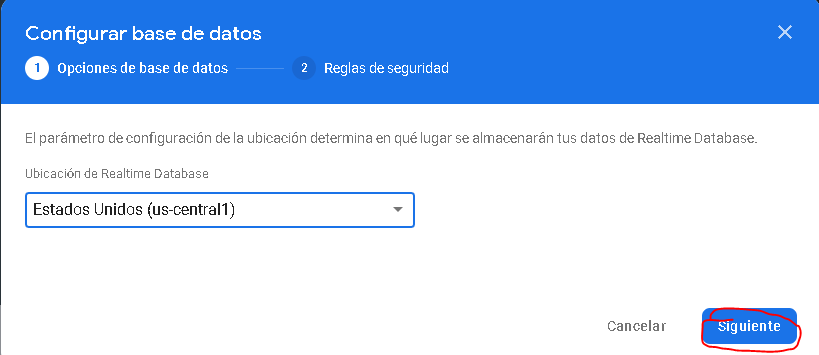 Configurar base de datos
1 Opciones de base de datos 2 Reglas de seguridad
El parámetro de configuración de la ubicación determina en qué lugar se almacenarán tus datos de Realtime Database.
Ubicación de Realtime Database
Estados Unidos (us-central1)
Cancelar Siguiente